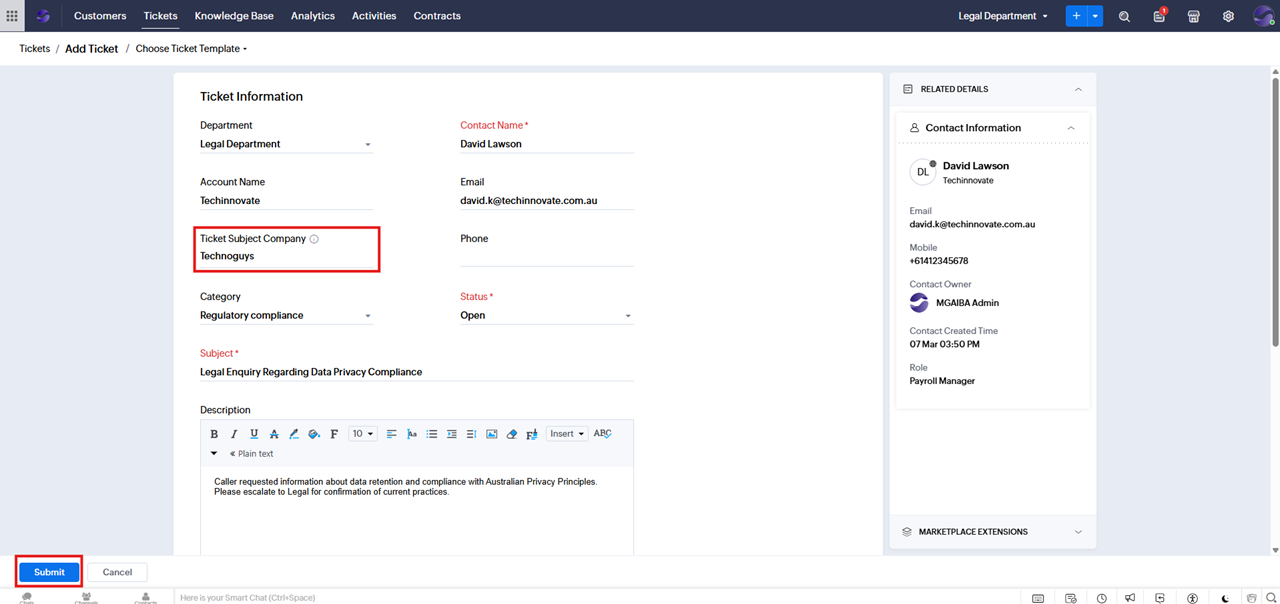 Customers Tickets Knowledge Base Analytics Activities Contracts Legal Department 1
Tickets / Add Ticket / Choose Ticket Template
Ticket Information
Department
Legal Department
Contact Name *
David Lawson
Account Name
Techinnovate
Email
david.k@techinnovate.com.au
Ticket Subject Company
Technoguys
Phone
Category
Regulatory compliance
Status *
Open
Subject *
Legal Enquiry Regarding Data Privacy Compliance
Description
B I U A F 10 Aa Insert ABC
« Plain text
Caller requested information about data retention and compliance with Australian Privacy Principles.
Please escalate to Legal for confirmation of current practices.
RELATED DETAILS
Contact Information
DL
David Lawson
Techinnovate
Email
david.k@techinnovate.com.au
Mobile
+61412345678
Contact Owner
MGAIBA Admin
Contact Created Time
07 Mar 03:50 PM
Role
Payroll Manager
MARKETPLACE EXTENSIONS
Submit Cancel
Chats Channels Contacts Here is your Smart Chat (Ctrl+Space)